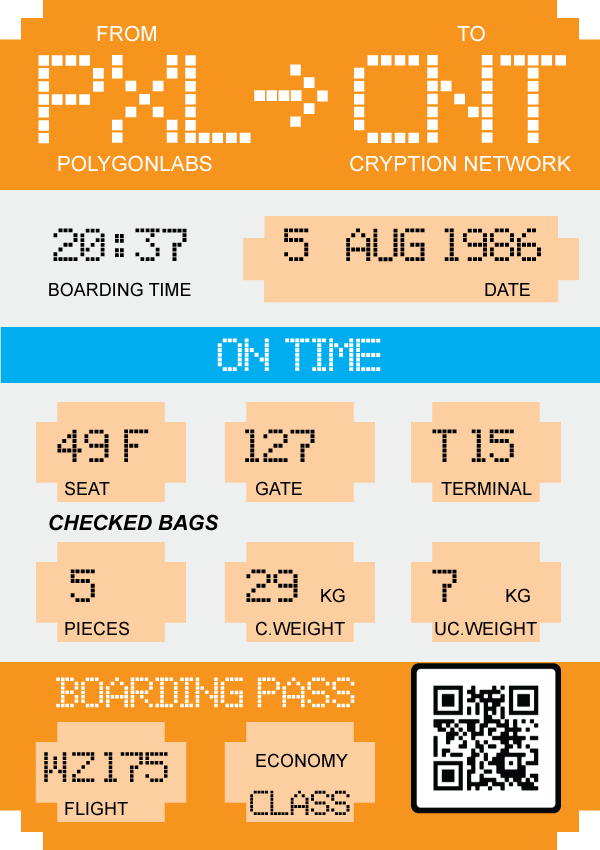 FROM TO
PXL → CNT
POLYGONLABS CRYPTION NETWORK
20:37 5 AUG 1986
BOARDING TIME DATE
ON TIME
49F 127 T15
SEAT GATE TERMINAL
CHECKED BAGS
5 29 KG 7 KG
PIECES C.WEIGHT UC.WEIGHT
BOARDING PASS
WZ175 ECONOMY
FLIGHT CLASS